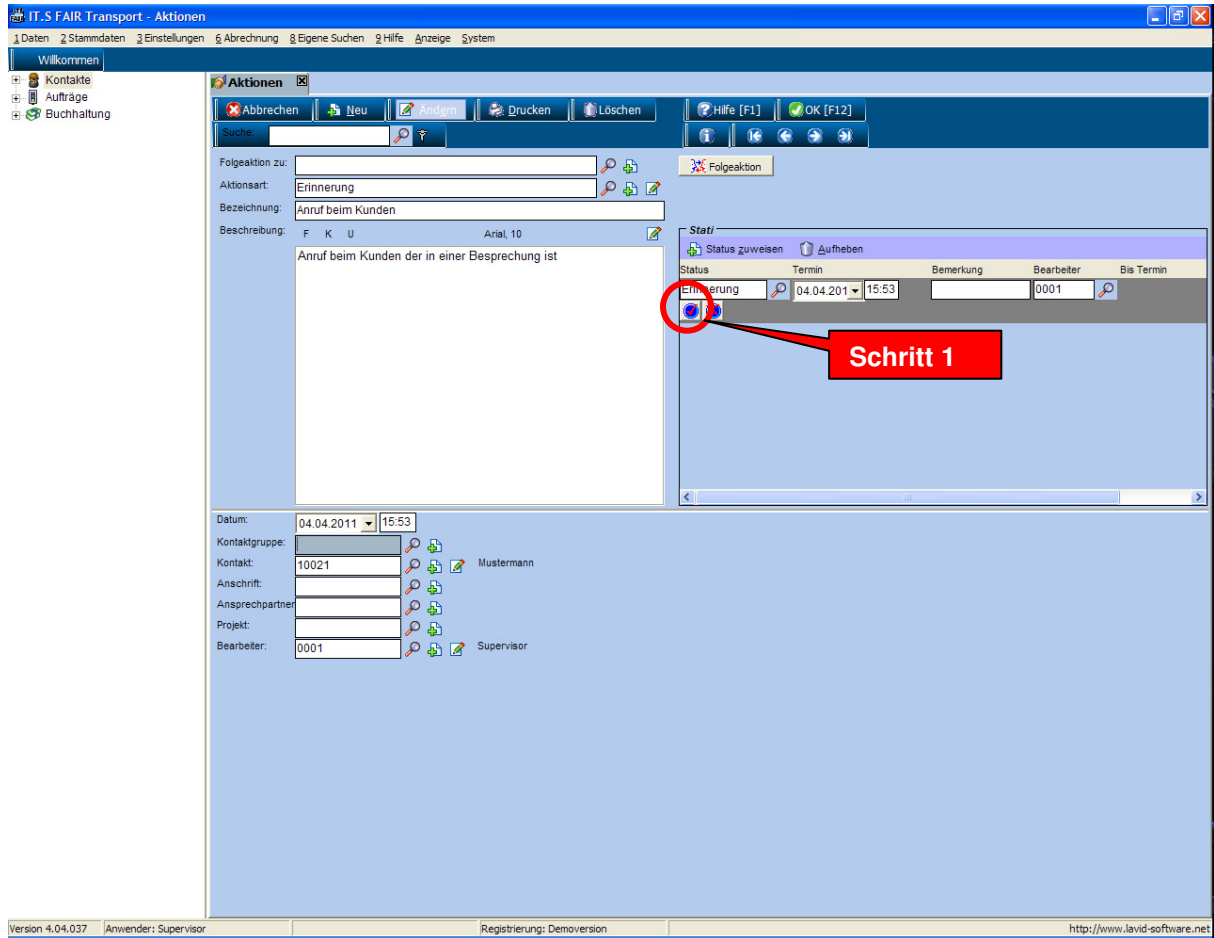 IT.S FAIR Transport - Aktionen
1 Daten 2 Stammdaten 3 Einstellungen 6 Abrechnung 8 Eigene Suchen 9 Hilfe Anzeige System
Willkommen
Kontakte
Aufträge
Buchhaltung
Aktionen
Abbrechen Neu Ändern Drucken Löschen Hilfe [F1] OK [F12]
Suche:
Folgeaktion zu: Folgeaktion
Aktionsart: Erinnerung
Bezeichnung: Anruf beim Kunden
Beschreibung: F K U Arial, 10
Anruf beim Kunden der in einer Besprechung ist
Stati
Status zuweisen Aufheben
Status Termin Bemerkung Bearbeiter Bis Termin
Erinnerung 04.04.201 15:53 0001
Schritt 1
Datum: 04.04.2011 15:53
Kontaktgruppe:
Kontakt: 10021 Mustermann
Anschrift:
Ansprechpartner
Projekt:
Bearbeiter: 0001 Supervisor
Version 4.04.037 Anwender: Supervisor Registrierung: Demoversion http://www.lavid-software.net